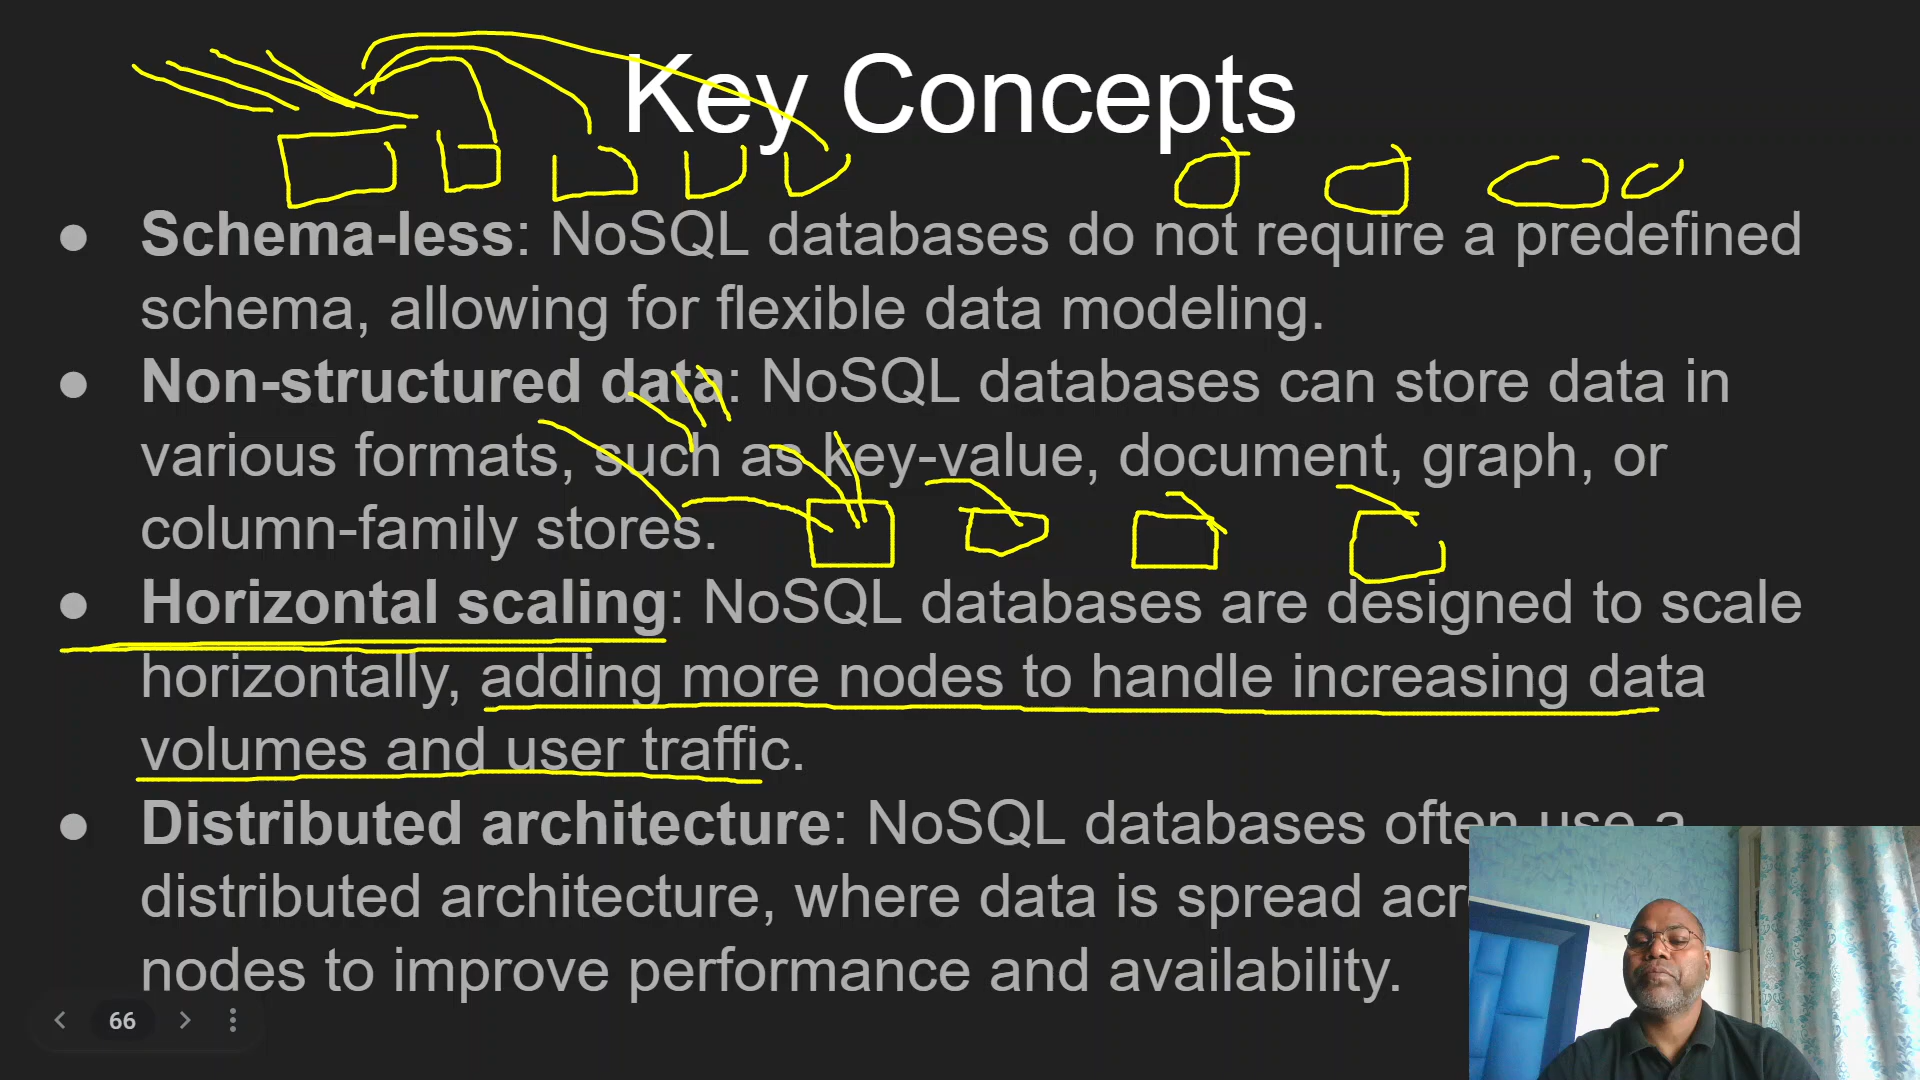 Key Concepts
● Schema-less: NoSQL databases do not require a predefined
schema, allowing for flexible data modeling.
● Non-structured data: NoSQL databases can store data in
various formats, such as key-value, document, graph, or
column-family stores.
● Horizontal scaling: NoSQL databases are designed to scale
horizontally, adding more nodes to handle increasing data
volumes and user traffic.
● Distributed architecture: NoSQL databases often use a
distributed architecture, where data is spread
nodes to improve performance and availability.
66